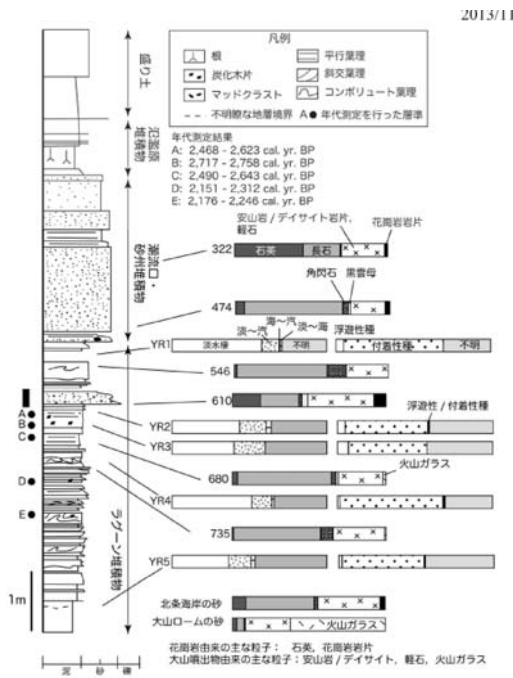 2013/11
凡例
根
炭化木片
マッドクラスト
不明瞭な地層境界
平行葉理
斜交葉理
コンボリュート葉理
A● 年代測定を行った層準
盛り土
氾濫原堆積物
潮流口・砂州堆積物
ラグーン堆積物
年代測定結果
A: 2,468 - 2,623 cal. yr. BP
B: 2,717 - 2,758 cal. yr. BP
C: 2,490 - 2,643 cal. yr. BP
D: 2,151 - 2,312 cal. yr. BP
E: 2,176 - 2,246 cal. yr. BP
安山岩/デイサイト岩片,
軽石
花崗岩岩片
322
石英
長石
角閃石
黒雲母
474
海〜汽
淡〜汽
淡〜海
浮遊性種
YR1
淡水棲
不明
付着性種
不明
546
610
浮遊性/付着性種
A●
B●
C●
YR2
YR3
680
火山ガラス
D●
YR4
735
E●
YR5
1m
北条海岸の砂
大山ロームの砂
火山ガラス
花崗岩由来の主な粒子: 石英, 花崗岩岩片
大山噴出物由来の主な粒子: 安山岩/デイサイト, 軽石, 火山ガラス
泥 砂 礫